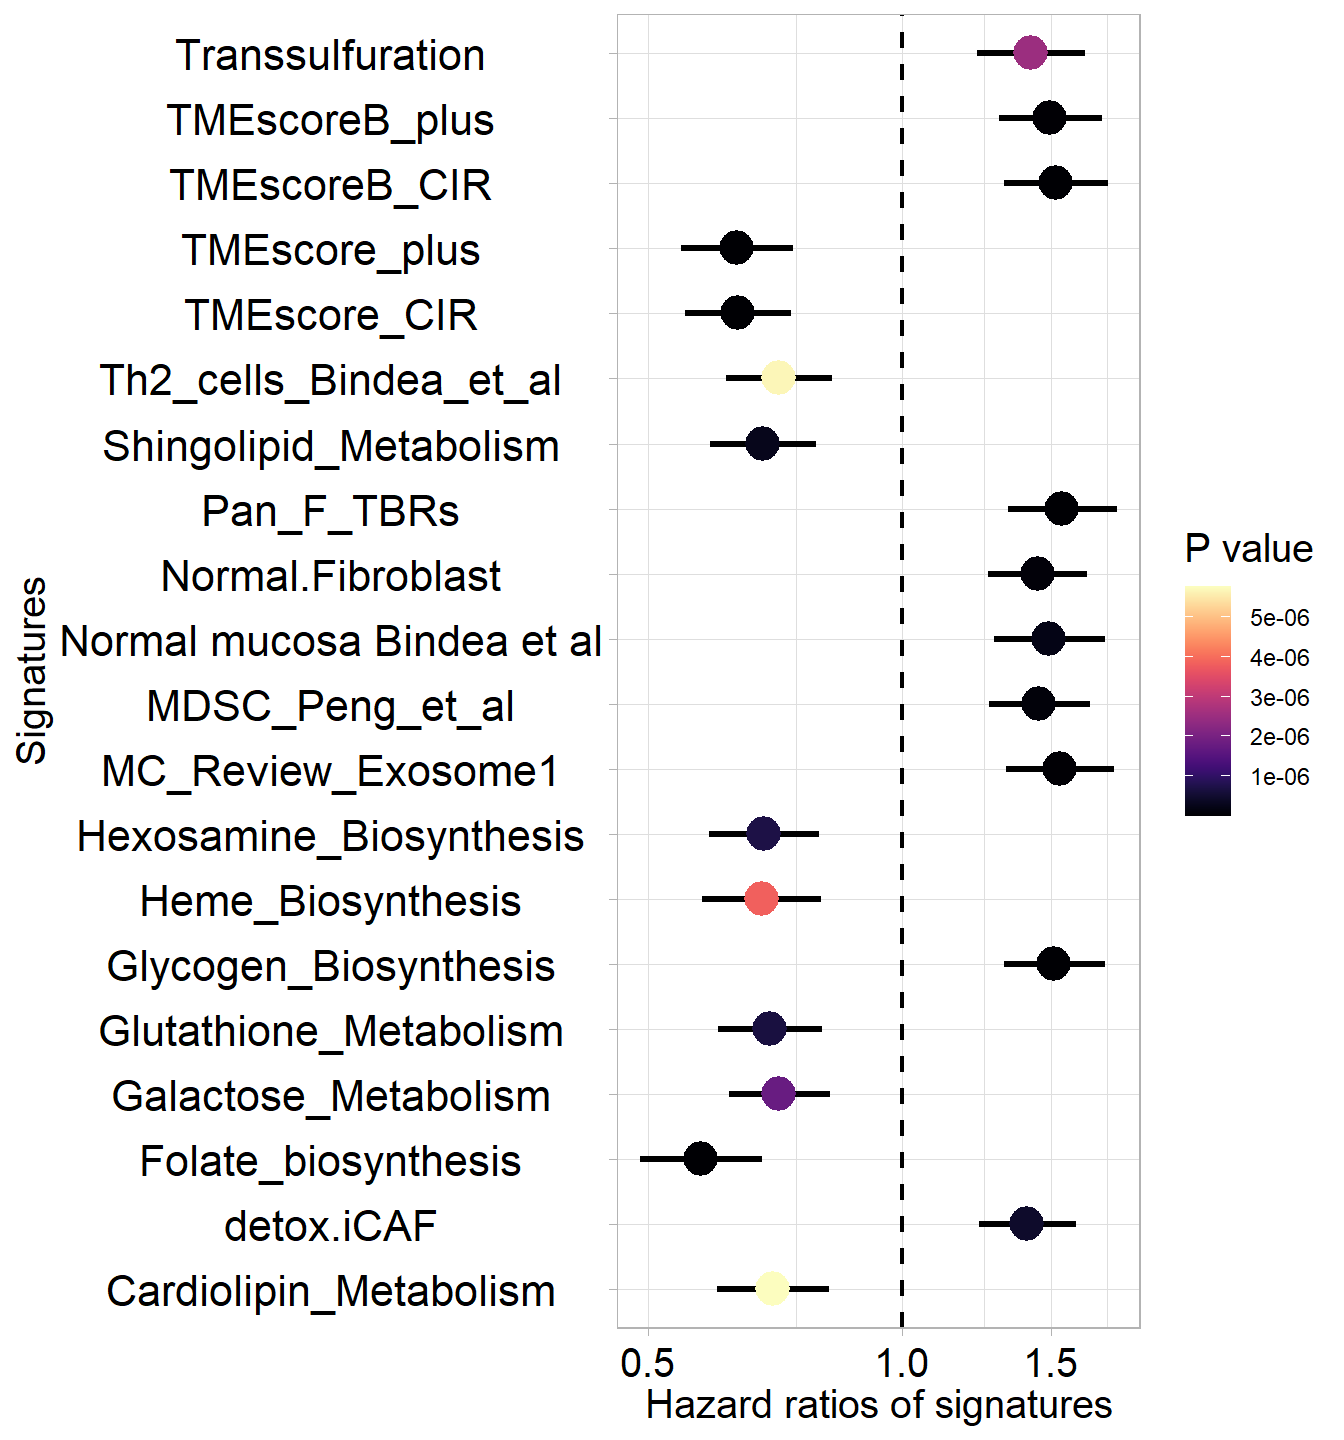 Transsulfuration
TMEscoreB_plus
TMEscoreB_CIR
TMEscore_plus
TMEscore_CIR
Th2_cells_Bindea_et_al
Shingolipid_Metabolism
Pan_F_TBRs
Normal.Fibroblast
Normal mucosa Bindea et al
MDSC_Peng_et_al
MC_Review_Exosome1
Hexosamine_Biosynthesis
Heme_Biosynthesis
Glycogen_Biosynthesis
Glutathione_Metabolism
Galactose_Metabolism
Folate_biosynthesis
detox.iCAF
Cardiolipin_Metabolism
Signatures
0.5 1.0 1.5
Hazard ratios of signatures
P value
5e-06
4e-06
3e-06
2e-06
1e-06